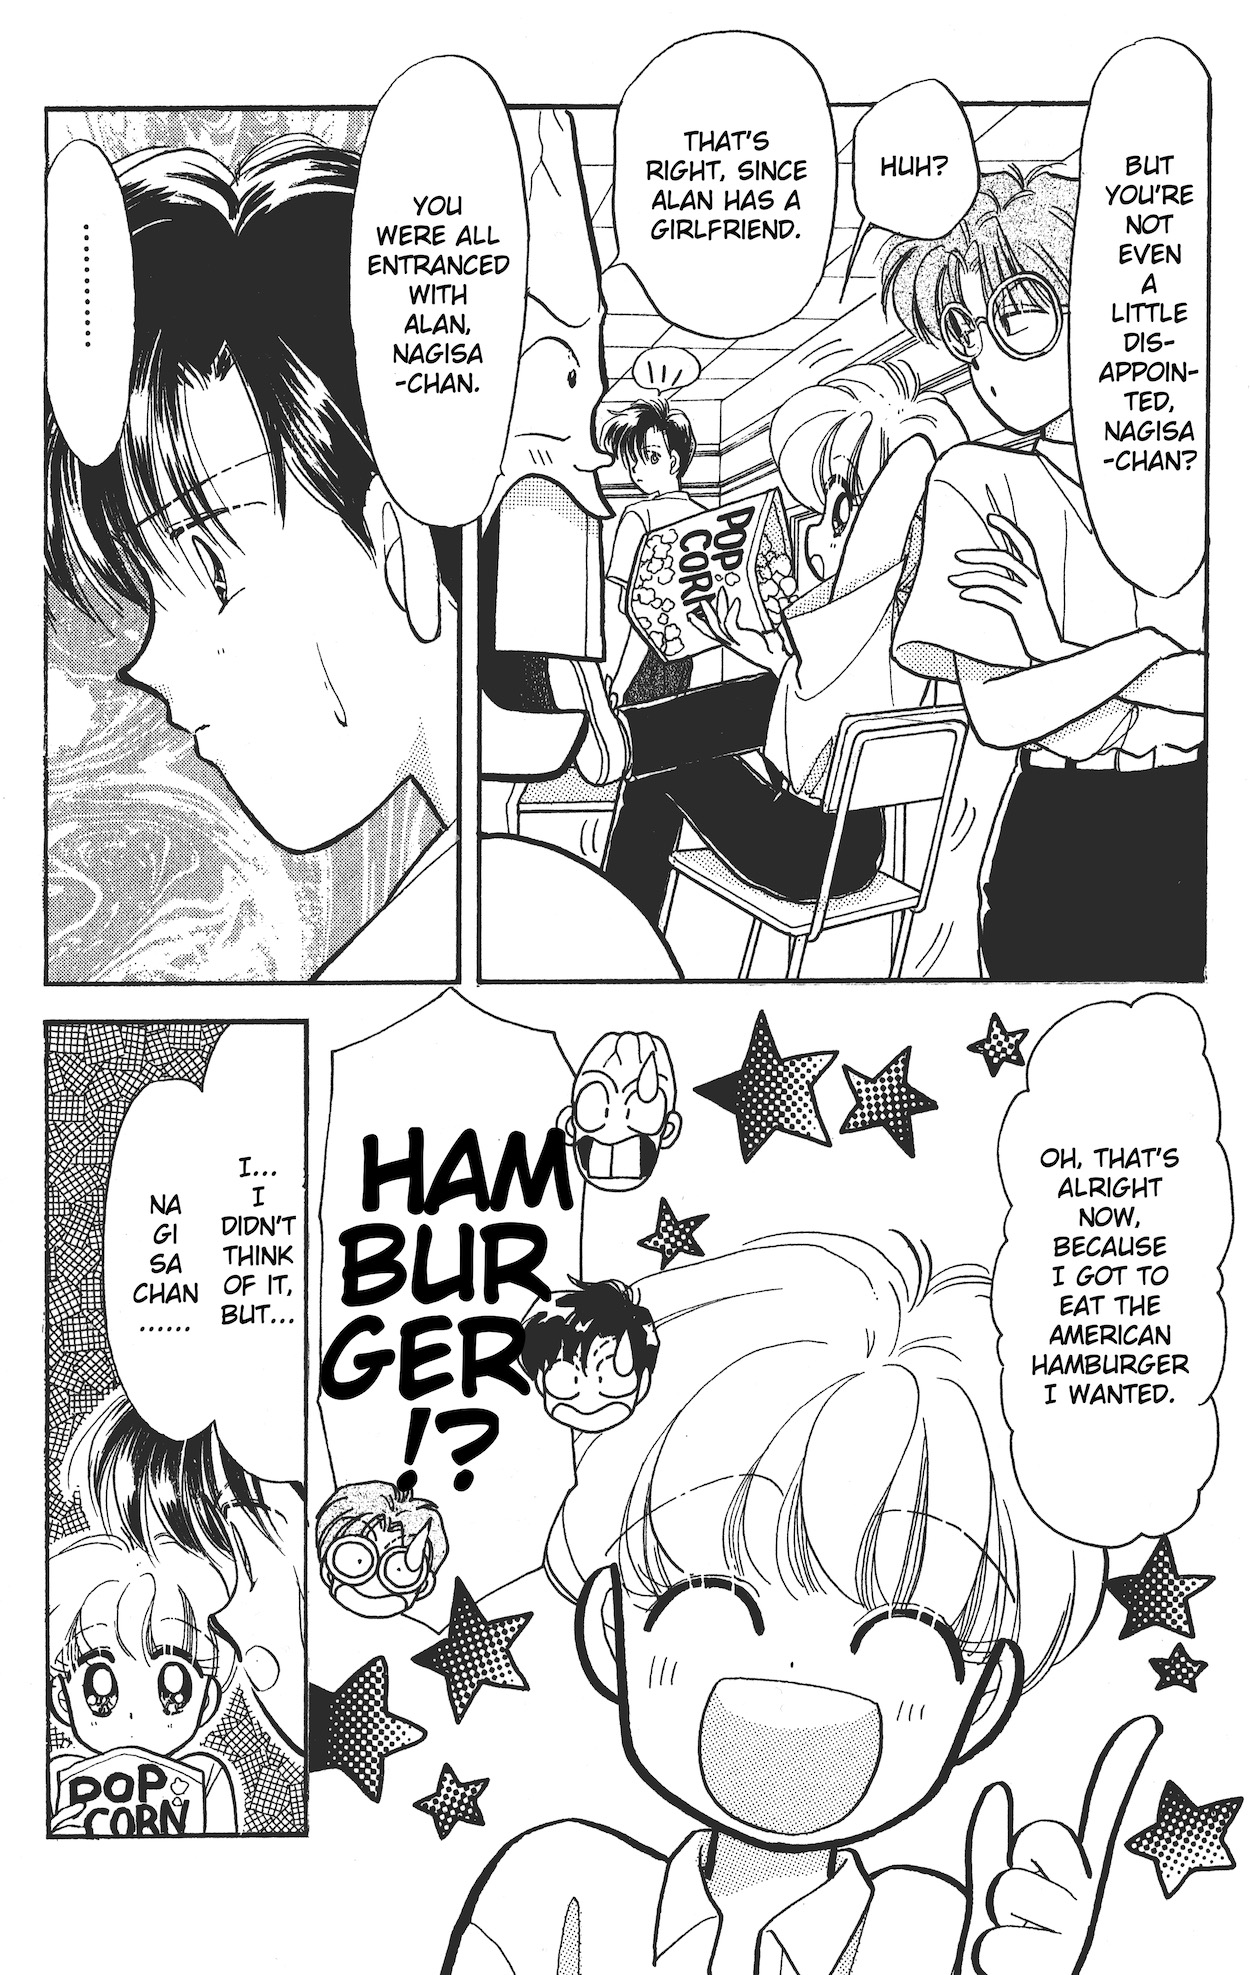 BUT
YOU'RE
NOT
EVEN
A
LITTLE
DIS-
APPOIN-
TED,
NAGISA
-CHAN?
HUH?
THAT'S
RIGHT, SINCE
ALAN HAS A
GIRLFRIEND.
POP
CORN
YOU
WERE ALL
ENTRANCED
WITH
ALAN,
NAGISA
-CHAN.
..........
OH, THAT'S
ALRIGHT
NOW,
BECAUSE
I GOT TO
EAT THE
AMERICAN
HAMBURGER
I WANTED.
HAM
BUR
GER
!?
I...
I
DIDN'T
THINK
OF IT,
BUT...
NA
GI
SA
CHAN
......
POP
CORN